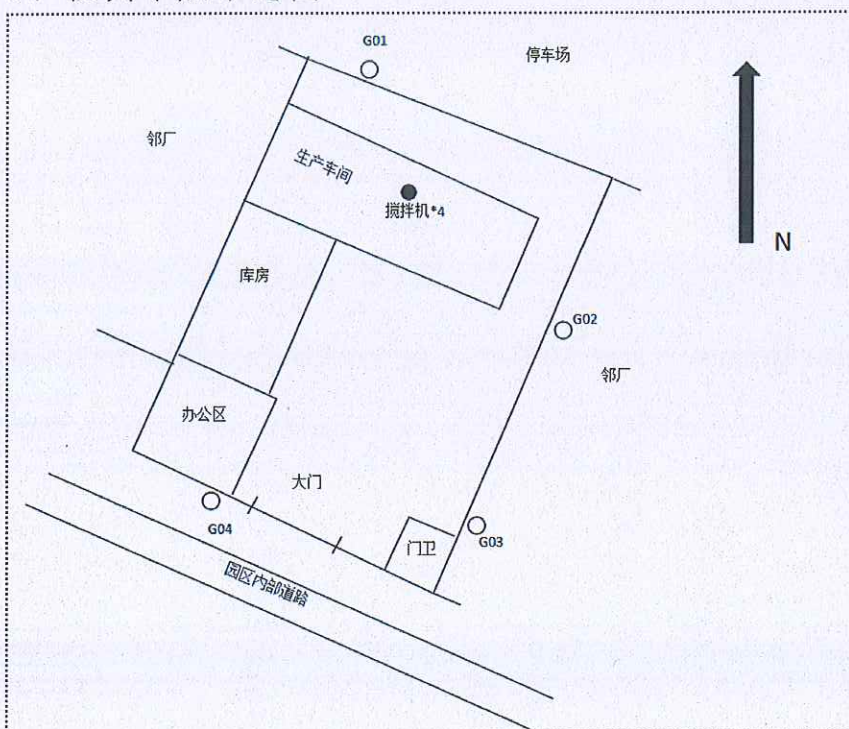 G01
停车场
邻厂
生产车间
搅拌机*4
N
库房
G02
邻厂
办公区
大门
G04
门卫
G03
园区内部道路